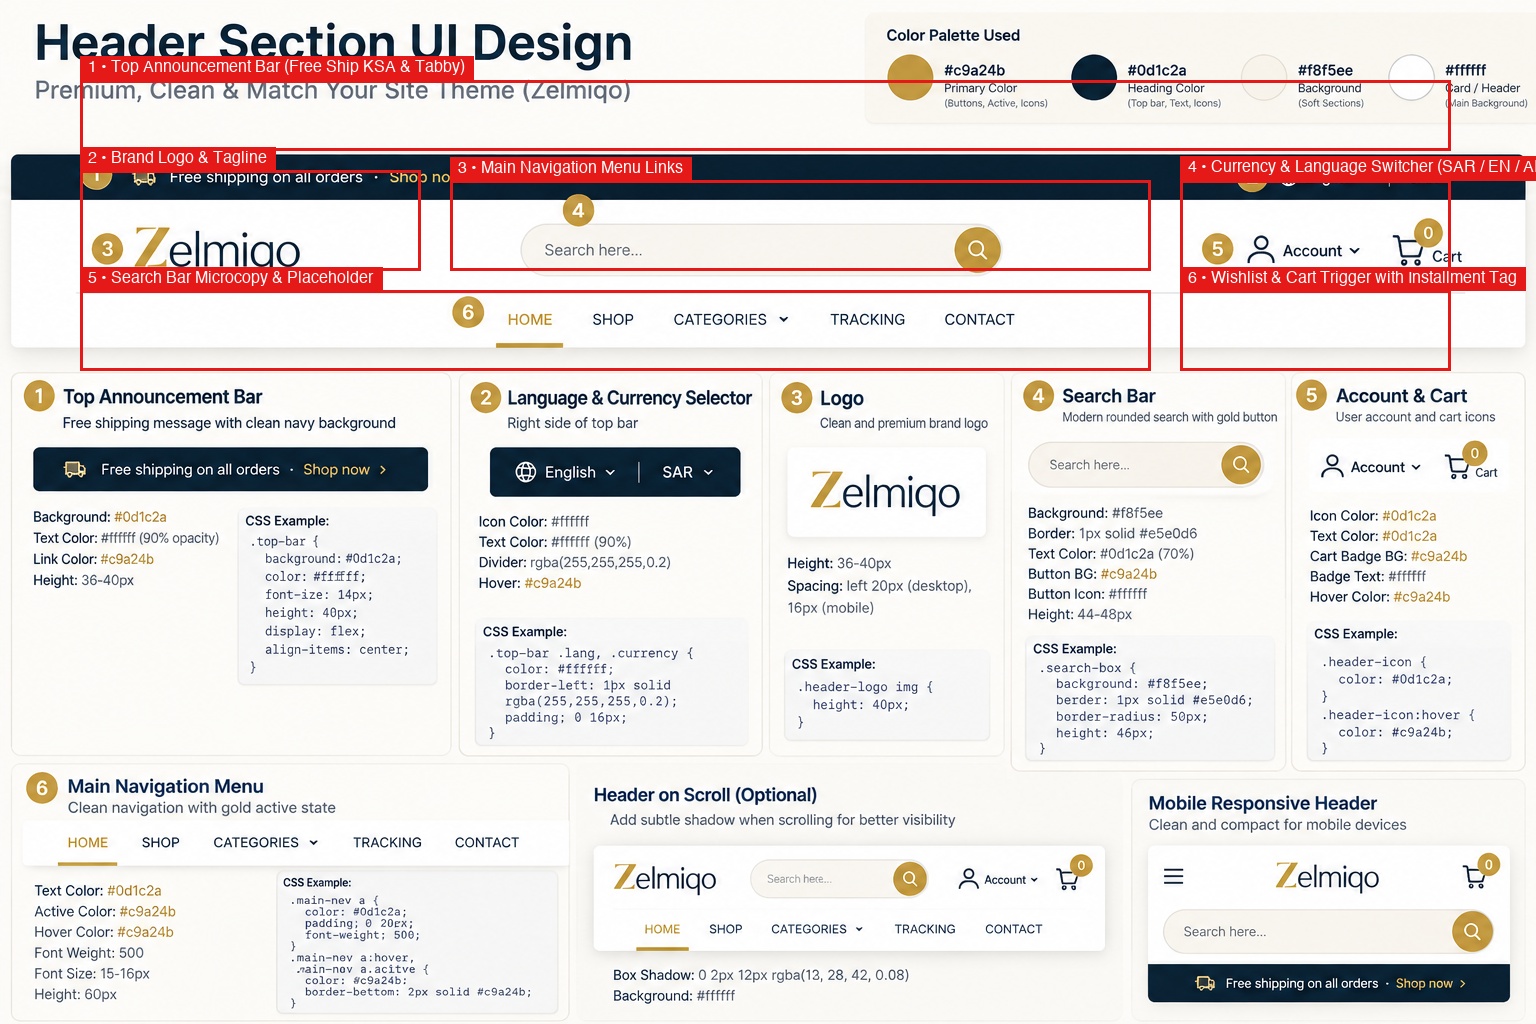 Header Section UI Design
1 • Top Announcement Bar (Free Ship KSA & Tabby)
Premium, Clean & Match Your Site Theme (Zelmiqo)
Color Palette Used
#c9a24b
Primary Color
(Buttons, Active, Icons)
#0d1c2a
Heading Color
(Top bar, Text, Icons)
#f8f5ee
Background
(Soft Sections)
#ffffff
Card / Header
(Main Background)
2 • Brand Logo & Tagline
3 • Main Navigation Menu Links
4 • Currency & Language Switcher (SAR / EN /
1
Free shipping on all orders · Shop no
3
Zelmiqo
4
Search here...
5
Account
0
Cart
5 • Search Bar Microcopy & Placeholder
6 • Wishlist & Cart Trigger with Installment Tag
6
HOME
SHOP
CATEGORIES
TRACKING
CONTACT
1
Top Announcement Bar
Free shipping message with clean navy background
Free shipping on all orders · Shop now >
Background: #0d1c2a
Text Color: #ffffff (90% opacity)
Link Color: #c9a24b
Height: 36-40px
CSS Example:
.top-bar {
background: #0d1c2a;
color: #ffffff;
font-ize: 14px;
height: 40px;
display: flex;
align-items: center;
}
2
Language & Currency Selector
Right side of top bar
English
SAR
Icon Color: #ffffff
Text Color: #ffffff (90%)
Divider: rgba(255,255,255,0.2)
Hover: #c9a24b
CSS Example:
.top-bar .lang, .currency {
color: #ffffff;
border-left: 1px solid
rgba(255,255,255,0.2);
padding; 0 16px;
}
3
Logo
Clean and premium brand logo
Zelmiqo
Height: 36-40px
Spacing: left 20px (desktop),
16px (mobile)
CSS Example:
.header-logo img {
height: 40px;
}
4
Search Bar
Modern rounded search with gold button
Search here...
Background: #f8f5ee
Border: 1px solid #e5e0d6
Text Color: #0d1c2a (70%)
Button BG: #c9a24b
Button Icon: #ffffff
Height: 44-48px
CSS Example:
.search-box {
background: #f8f5ee;
berder: 1px solid #e5e0d6;
border-radius: 50px;
height: 46px;
}
5
Account & Cart
User account and cart icons
Account
0
Cart
Icon Color: #0d1c2a
Text Color: #0d1c2a
Cart Badge BG: #c9a24b
Badge Text: #ffffff
Hover Color: #c9a24b
CSS Example:
.header-icon {
color: #0d1c2a;
}
.header-icon:hover {
color: #c9a24b;
}
6
Main Navigation Menu
Clean navigation with gold active state
HOME
SHOP
CATEGORIES
TRACKING
CONTACT
Text Color: #0d1c2a
Active Color: #c9a24b
Hover Color: #c9a24b
Font Weight: 500
Font Size: 15-16px
Height: 60px
CSS Example:
.main-nev a {
color: #0d1c2a;
padding; 0 20px;
font-weight; 500;
}
.main-nov a.hover,
.main-nov a.acitve {
color: #c9a24b:
border-bettom: 2px solid #c9a24b;
}
Header on Scroll (Optional)
Add subtle shadow when scrolling for better visibility
Zelmiqo
Search here...
Account
0
HOME
SHOP
CATEGORIES
TRACKING
CONTACT
Box Shadow: 0 2px 12px rgba(13, 28, 42, 0.08)
Background: #ffffff
Mobile Responsive Header
Clean and compact for mobile devices
Zelmiqo
0
Search here...
Free shipping on all orders · Shop now >